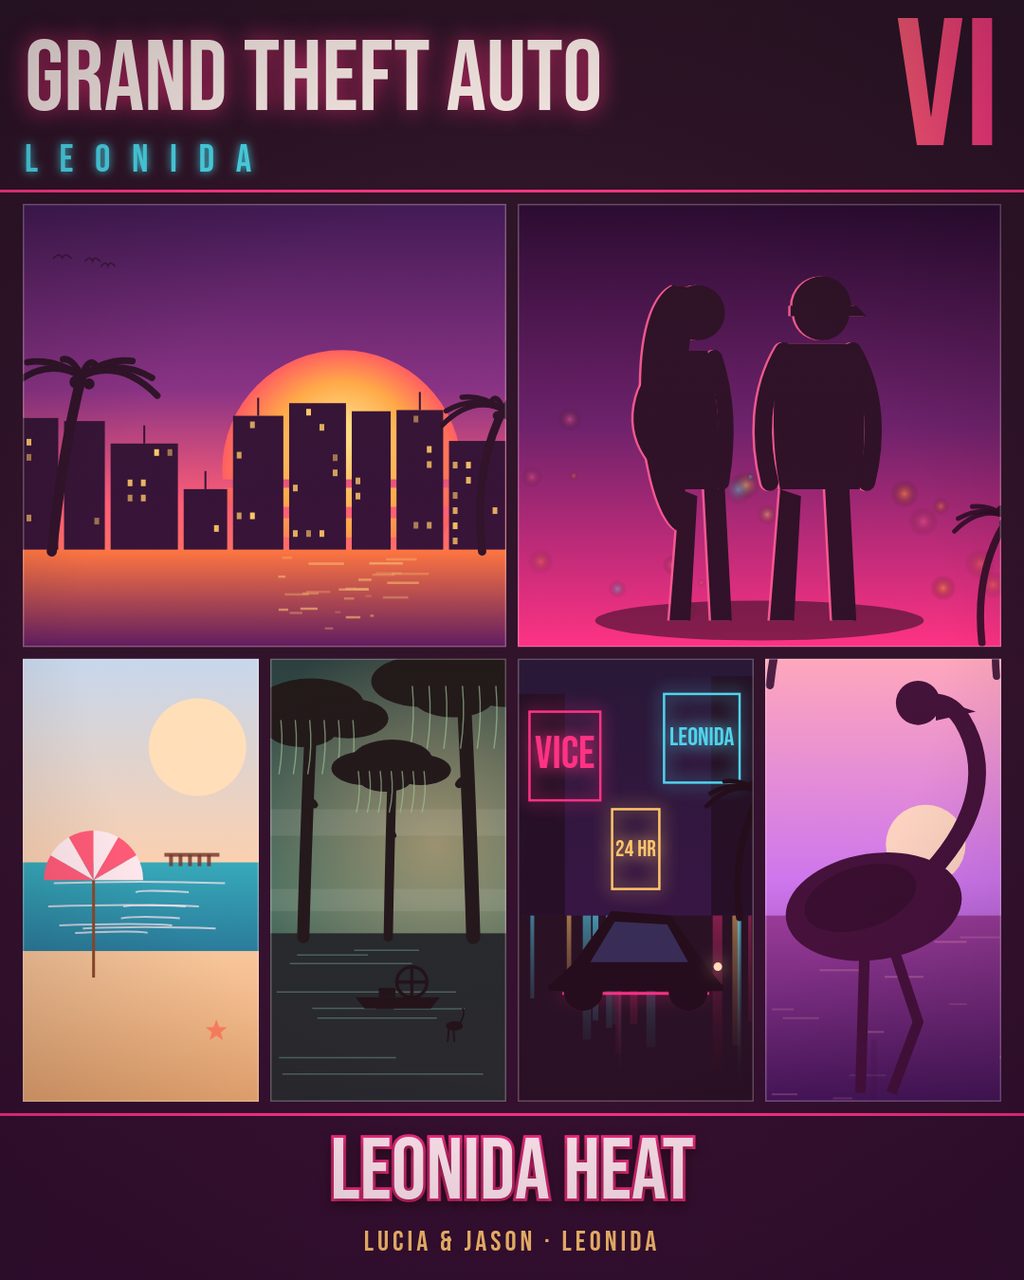 GRAND THEFT AUTO
VI
LEONIDA
VICE
LEONIDA
24 HR
LEONIDA HEAT
LUCIA & JASON · LEONIDA